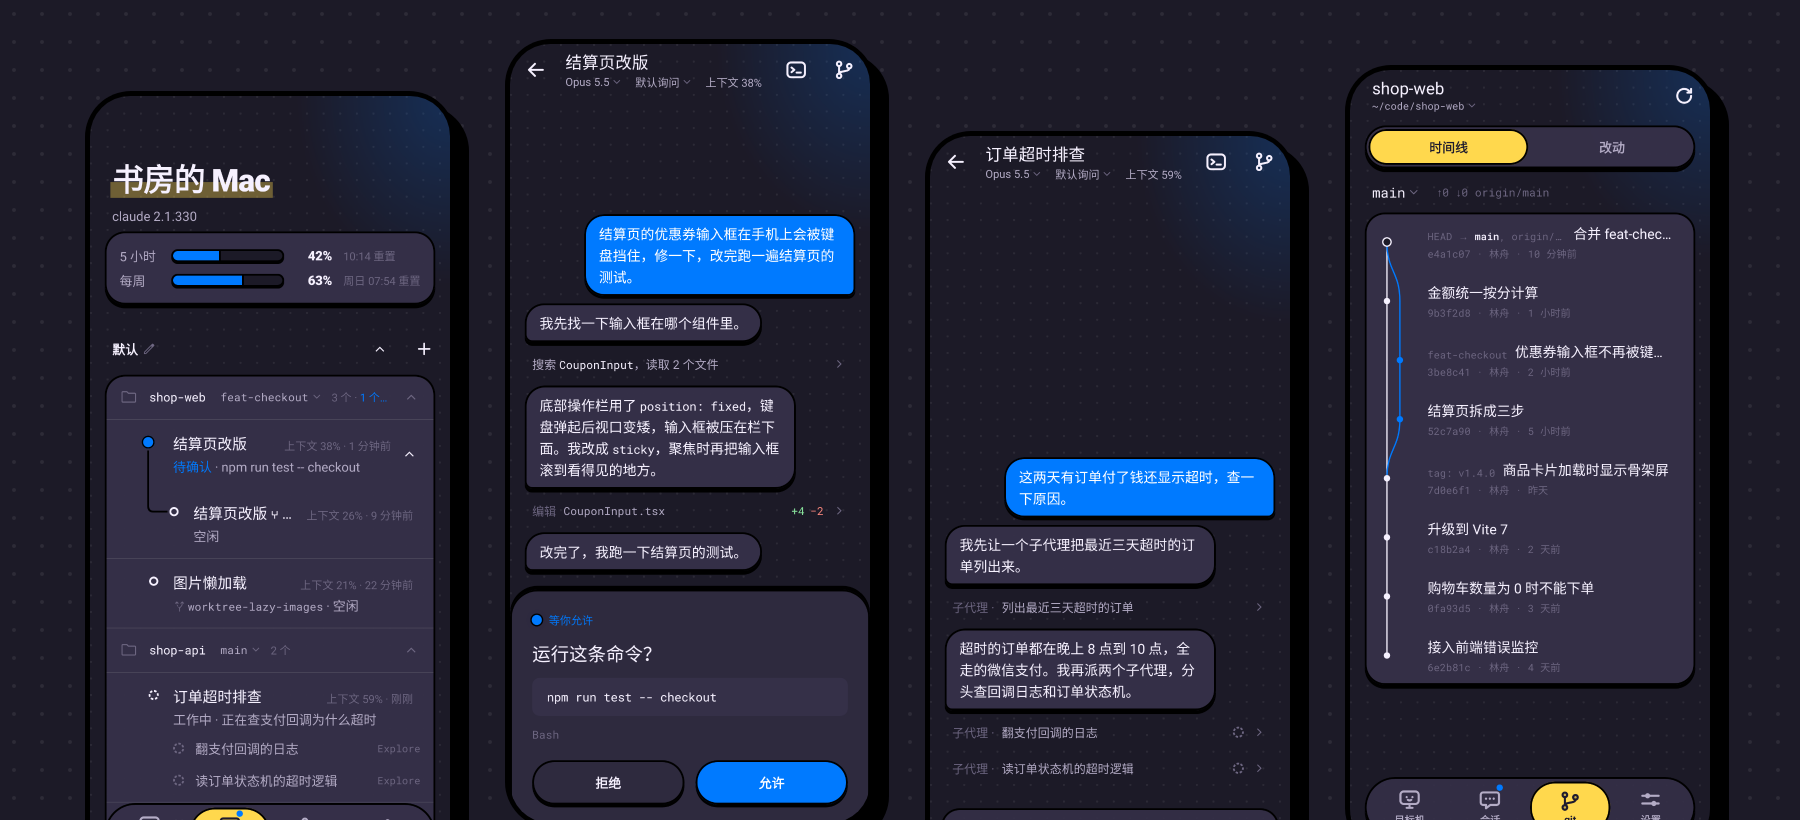 书房的 Mac
claude 2.1.330
5 小时 42% 10:14 重置
每周 63% 周日 07:54 重置
默认
shop-web feat-checkout 3 个 · 1 个...
结算页改版 上下文 38% · 1 分钟前
待确认 · npm run test -- checkout
结算页改版 ... 上下文 26% · 9 分钟前
空闲
图片懒加载 上下文 21% · 22 分钟前
worktree-lazy-images · 空闲
shop-api main 2 个
订单超时排查 上下文 59% · 刚刚
工作中 · 正在查支付回调为什么超时
翻支付回调的日志 Explore
读订单状态机的超时逻辑 Explore
结算页改版
Opus 5.5 默认询问 上下文 38%
结算页的优惠券输入框在手机上会被键
盘挡住，修一下，改完跑一遍结算页的
测试。
我先找一下输入框在哪个组件里。
搜索 CouponInput，读取 2 个文件
底部操作栏用了 position: fixed，键
盘弹起后视口变矮，输入框被压在栏下
面。我改成 sticky，聚焦时再把输入框
滚到看得见的地方。
编辑 CouponInput.tsx +4 −2
改完了，我跑一下结算页的测试。
等你允许
运行这条命令？
npm run test -- checkout
Bash
拒绝 允许
订单超时排查
Opus 5.5 默认询问 上下文 59%
这两天有订单付了钱还显示超时，查一
下原因。
我先让一个子代理把最近三天超时的订
单列出来。
子代理 · 列出最近三天超时的订单
超时的订单都在晚上 8 点到 10 点，全
走的微信支付。我再派两个子代理，分
头查回调日志和订单状态机。
子代理 · 翻支付回调的日志
子代理 · 读订单状态机的超时逻辑
shop-web
~/code/shop-web
时间线 改动
main ↑0 ↓0 origin/main
HEAD → main, origin/… 合并 feat-chec...
e4a1c07 · 林舟 · 10 分钟前
金额统一按分计算
9b3f2d8 · 林舟 · 1 小时前
feat-checkout 优惠券输入框不再被键...
3be8c41 · 林舟 · 2 小时前
结算页拆成三步
52c7a90 · 林舟 · 5 小时前
tag: v1.4.0 商品卡片加载时显示骨架屏
7d0e6f1 · 林舟 · 昨天
升级到 Vite 7
c18b2a4 · 林舟 · 2 天前
购物车数量为 0 时不能下单
0fa93d5 · 林舟 · 3 天前
接入前端错误监控
6e2b81c · 林舟 · 4 天前